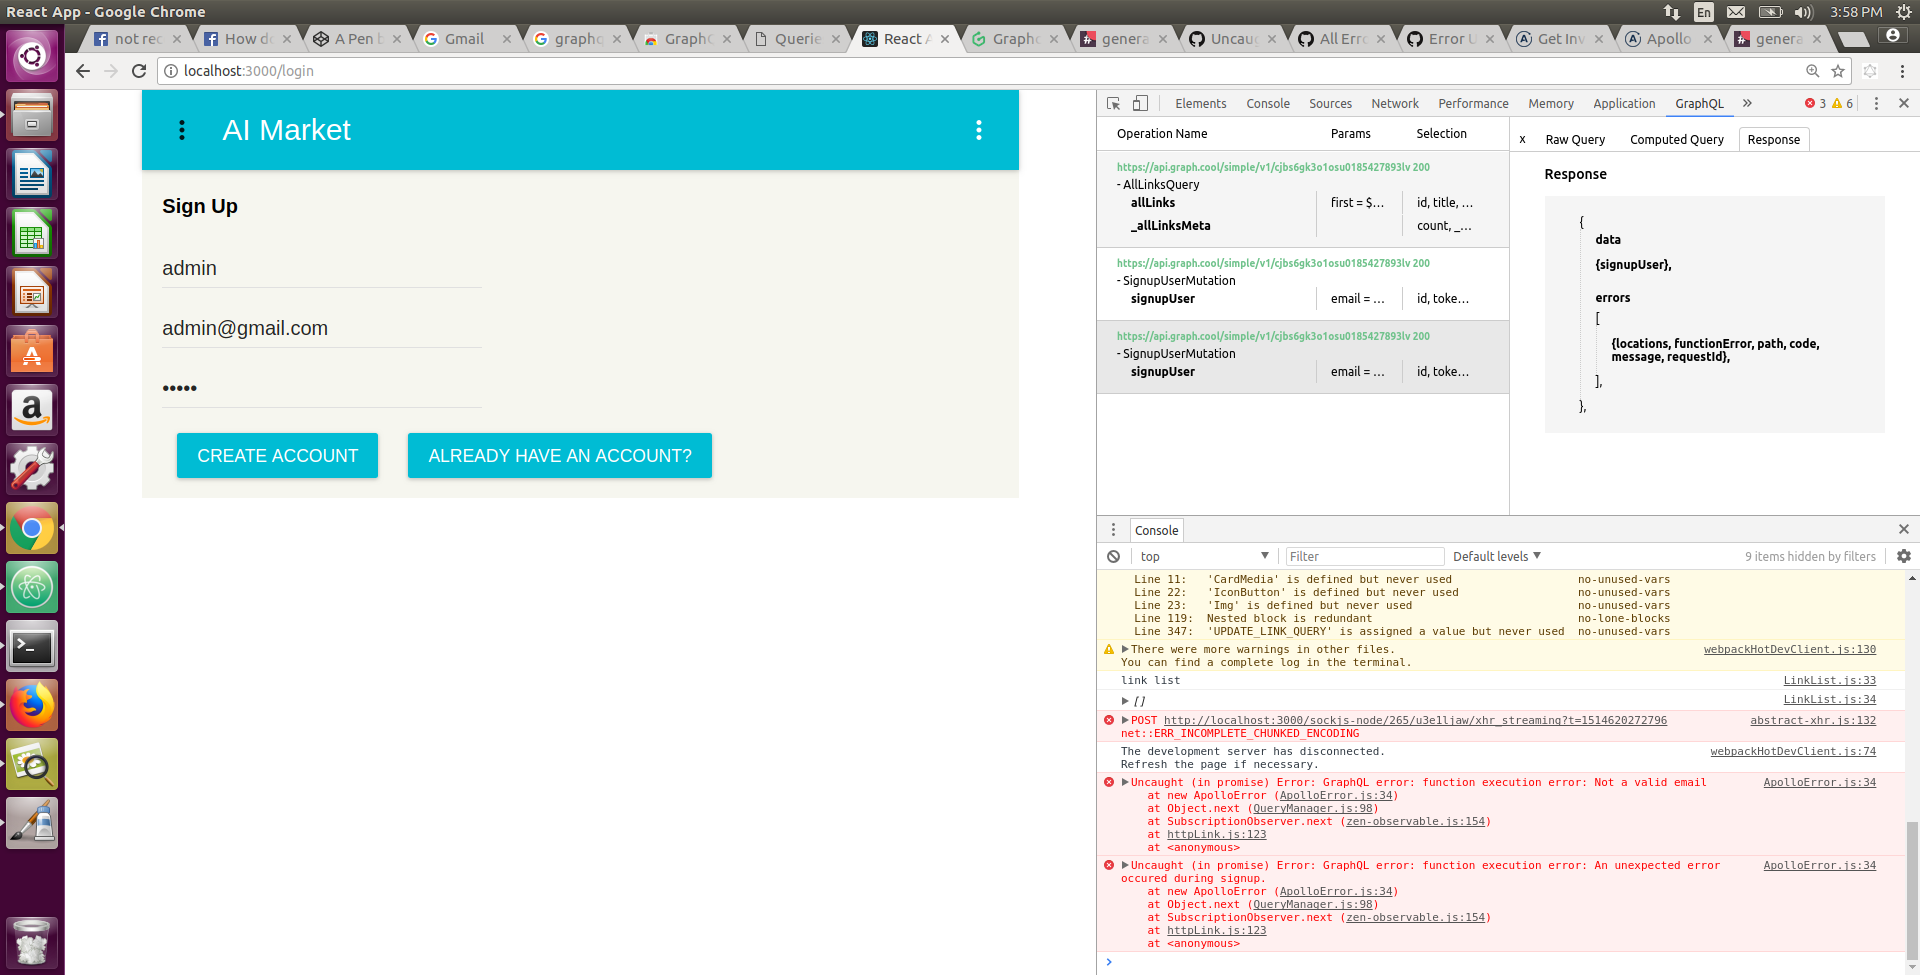 React App - Google Chrome
En
3:58 PM
not rec
How do
A Pen b
Gmail
graphq
GraphQ
Querie
React A
Graphc
genera
Uncaug
All Erro
Error U
Get Inv
Apollo
genera
localhost:3000/login
AI Market
Sign Up
admin
admin@gmail.com
•••••
CREATE ACCOUNT
ALREADY HAVE AN ACCOUNT?
Elements Console Sources Network Performance Memory Application GraphQL » 3 6
Operation Name Params Selection
https://api.graph.cool/simple/v1/cjbs6gk3o1osu0185427893lv 200
- AllLinksQuery
allLinks first = $... id, title, ...
_allLinksMeta count, _...
https://api.graph.cool/simple/v1/cjbs6gk3o1osu0185427893lv 200
- SignupUserMutation
signupUser email = ... id, toke...
https://api.graph.cool/simple/v1/cjbs6gk3o1osu0185427893lv 200
- SignupUserMutation
signupUser email = ... id, toke...
x Raw Query Computed Query Response
Response
{
data
{signupUser},
errors
[
{locations, functionError, path, code,
message, requestId},
],
},
Console
top Filter Default levels 9 items hidden by filters
Line 11: 'CardMedia' is defined but never used no-unused-vars
Line 22: 'IconButton' is defined but never used no-unused-vars
Line 23: 'Img' is defined but never used no-unused-vars
Line 119: Nested block is redundant no-lone-blocks
Line 347: 'UPDATE_LINK_QUERY' is assigned a value but never used no-unused-vars
There were more warnings in other files. webpackHotDevClient.js:130
You can find a complete log in the terminal.
link list LinkList.js:33
[] LinkList.js:34
POST http://localhost:3000/sockjs-node/265/u3e1ljaw/xhr_streaming?t=1514620272796 abstract-xhr.js:132
net::ERR_INCOMPLETE_CHUNKED_ENCODING
The development server has disconnected. webpackHotDevClient.js:74
Refresh the page if necessary.
Uncaught (in promise) Error: GraphQL error: function execution error: Not a valid email ApolloError.js:34
at new ApolloError (ApolloError.js:34)
at Object.next (QueryManager.js:98)
at SubscriptionObserver.next (zen-observable.js:154)
at httpLink.js:123
at <anonymous>
Uncaught (in promise) Error: GraphQL error: function execution error: An unexpected error ApolloError.js:34
occured during signup.
at new ApolloError (ApolloError.js:34)
at Object.next (QueryManager.js:98)
at SubscriptionObserver.next (zen-observable.js:154)
at httpLink.js:123
at <anonymous>